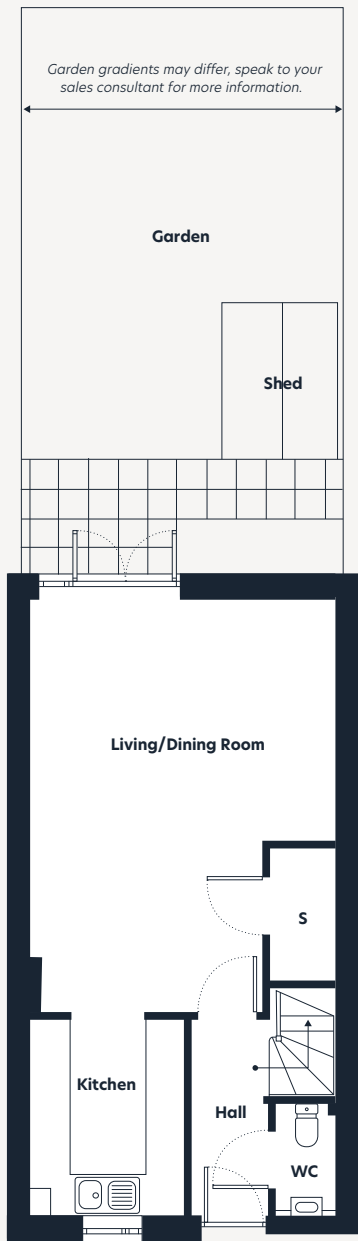 Garden gradients may differ, speak to your
sales consultant for more information.
Garden
Shed
Living/Dining Room
S
Kitchen
Hall
WC